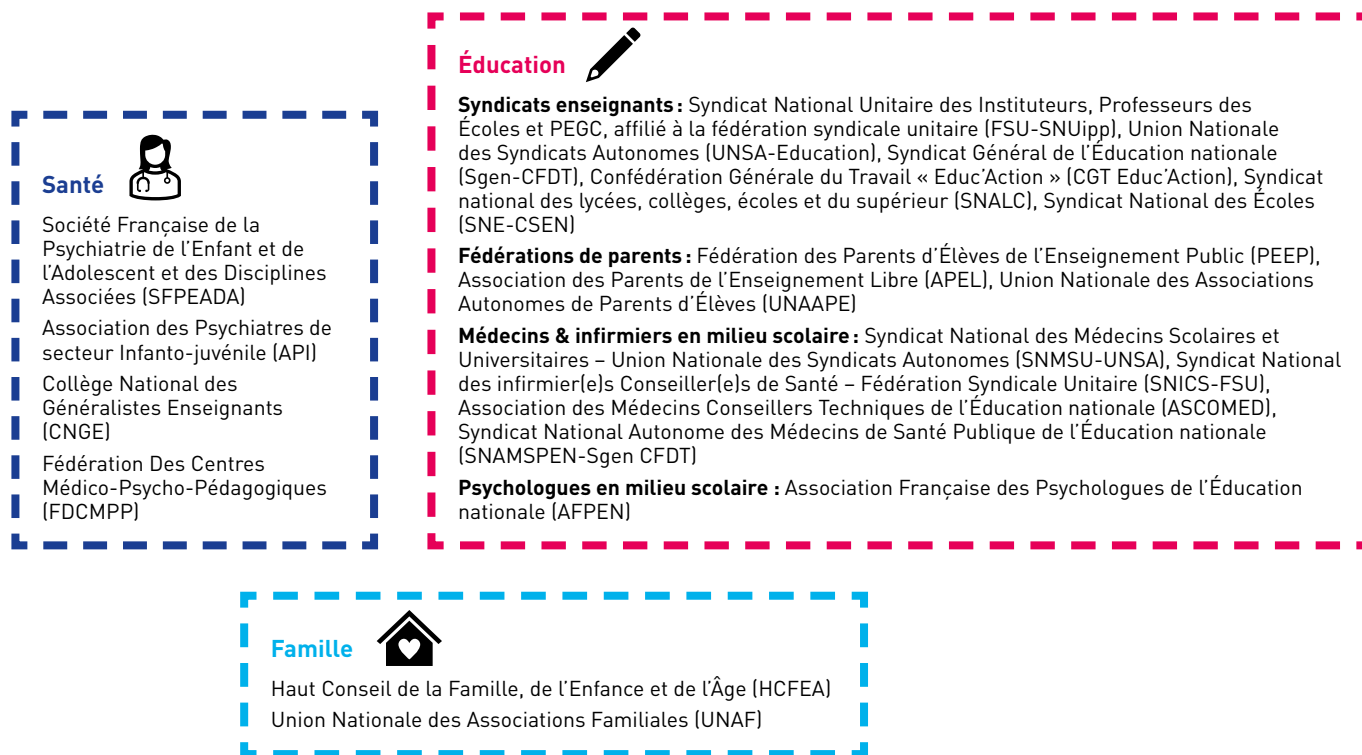 Santé
Société Française de la
Psychiatrie de l’Enfant et de
l’Adolescent et des Disciplines
Associées (SFPEADA)
Association des Psychiatres de
secteur Infanto-juvénile (API)
Collège National des
Généralistes Enseignants
(CNGE)
Fédération Des Centres
Médico-Psycho-Pédagogiques
(FDCMPP)
Éducation
Syndicats enseignants : Syndicat National Unitaire des Instituteurs, Professeurs des
Écoles et PEGC, affilié à la fédération syndicale unitaire (FSU-SNUipp), Union Nationale
des Syndicats Autonomes (UNSA-Education), Syndicat Général de l’Éducation nationale
(Sgen-CFDT), Confédération Générale du Travail « Educ’Action » (CGT Educ’Action), Syndicat
national des lycées, collèges, écoles et du supérieur (SNALC), Syndicat National des Écoles
(SNE-CSEN)
Fédérations de parents : Fédération des Parents d’Élèves de l’Enseignement Public (PEEP),
Association des Parents de l’Enseignement Libre (APEL), Union Nationale des Associations
Autonomes de Parents d’Élèves (UNAAPE)
Médecins & infirmiers en milieu scolaire : Syndicat National des Médecins Scolaires et
Universitaires – Union Nationale des Syndicats Autonomes (SNMSU-UNSA), Syndicat National
des infirmier(e)s Conseiller(e)s de Santé – Fédération Syndicale Unitaire (SNICS-FSU),
Association des Médecins Conseillers Techniques de l’Éducation nationale (ASCOMED),
Syndicat National Autonome des Médecins de Santé Publique de l’Éducation nationale
(SNAMSPEN-Sgen CFDT)
Psychologues en milieu scolaire : Association Française des Psychologues de l’Éducation
nationale (AFPEN)
Famille
Haut Conseil de la Famille, de l’Enfance et de l’Âge (HCFEA)
Union Nationale des Associations Familiales (UNAF)